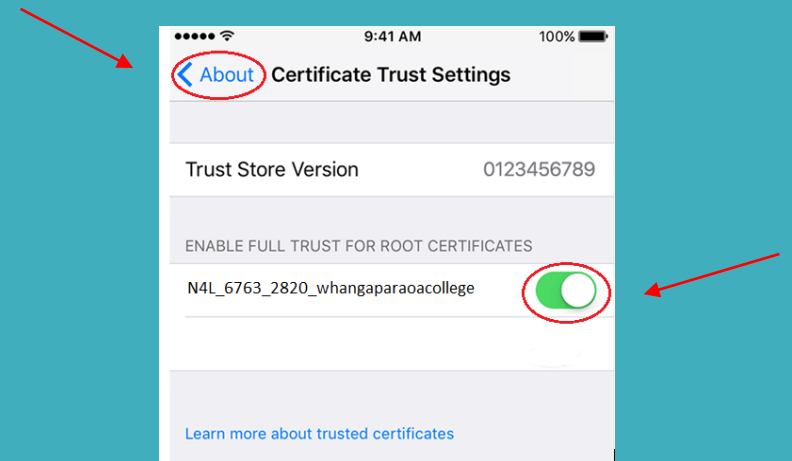 9:41 AM 100%
About Certificate Trust Settings
Trust Store Version 0123456789
ENABLE FULL TRUST FOR ROOT CERTIFICATES
N4L_6763_2820_whangaparaoacollege
Learn more about trusted certificates